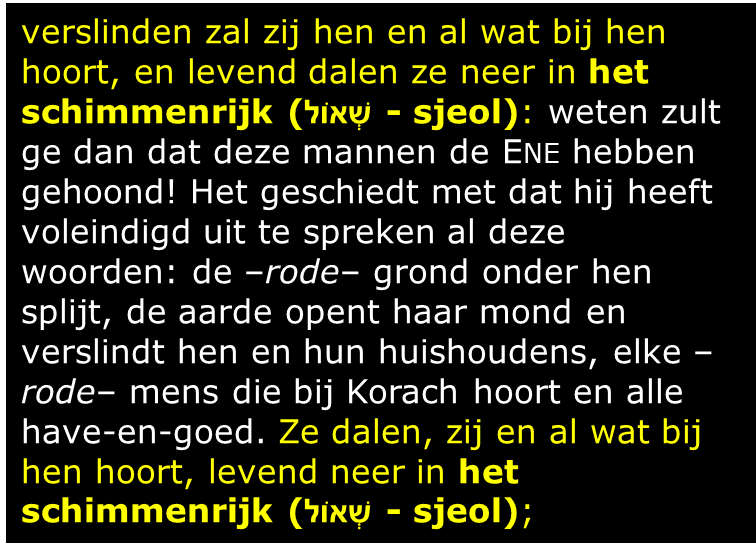 verslinden zal zij hen en al wat bij hen
hoort, en levend dalen ze neer in het
schimmenrijk (שְׁאוֹל - sjeol): weten zult
ge dan dat deze mannen de ENE hebben
gehoond! Het geschiedt met dat hij heeft
voleindigd uit te spreken al deze
woorden: de –rode– grond onder hen
splijt, de aarde opent haar mond en
verslindt hen en hun huishoudens, elke –
rode– mens die bij Korach hoort en alle
have-en-goed. Ze dalen, zij en al wat bij
hen hoort, levend neer in het
schimmenrijk (שְׁאוֹל - sjeol);